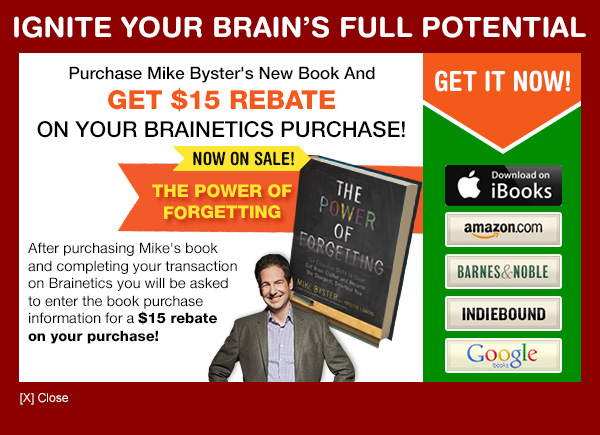 IGNITE YOUR BRAIN'S FULL POTENTIAL
Purchase Mike Byster's New Book And
GET $15 REBATE
ON YOUR BRAINETICS PURCHASE!
NOW ON SALE!
THE POWER OF
FORGETTING
After purchasing Mike's book
and completing your transaction
on Brainetics you will be asked
to enter the book purchase
information for a $15 rebate
on your purchase!
THE
POWER
OF
FORGETTING
MIKE BYSTER
GET IT NOW!
Download on
iBooks
amazon.com
BARNES&NOBLE
INDIEBOUND
Google
books
[X] Close